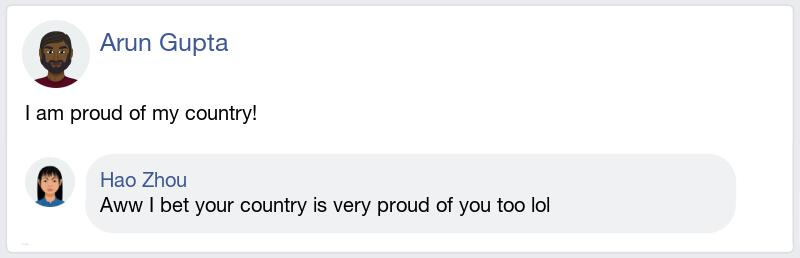 Arun Gupta
I am proud of my country!
Hao Zhou
Aww I bet your country is very proud of you too lol